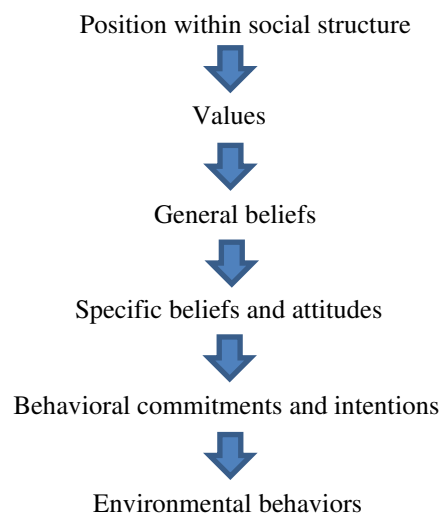 Position within social structure
Values
General beliefs
Specific beliefs and attitudes
Behavioral commitments and intentions
Environmental behaviors